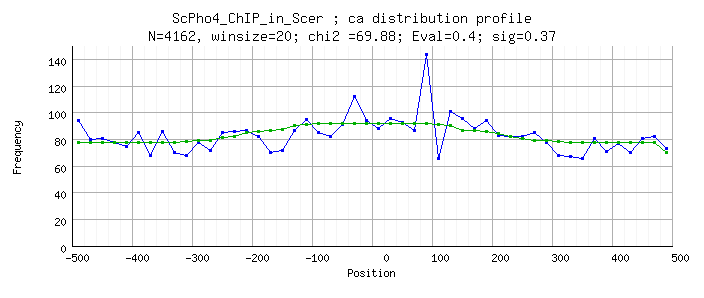 ScPho4_ChIP_in_Scer ; ca distribution profile
N=4162, winsize=20; chi2 =69.88; Eval=0.4; sig=0.37
140
120
100
80
60
40
20
0
Frequency
-500 -400 -300 -200 -100 0 100 200 300 400 500
Position